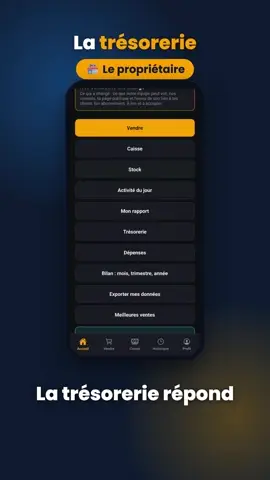 La trésorerie
Le propriétaire
Vendre
Caisse
Stock
Activité du jour
Mon rapport
Trésorerie
Dépenses
Bilan : mois, trimestre, année
Exporter mes données
Meilleures ventes
Accueil
Vendre
Profil
La trésorerie répond